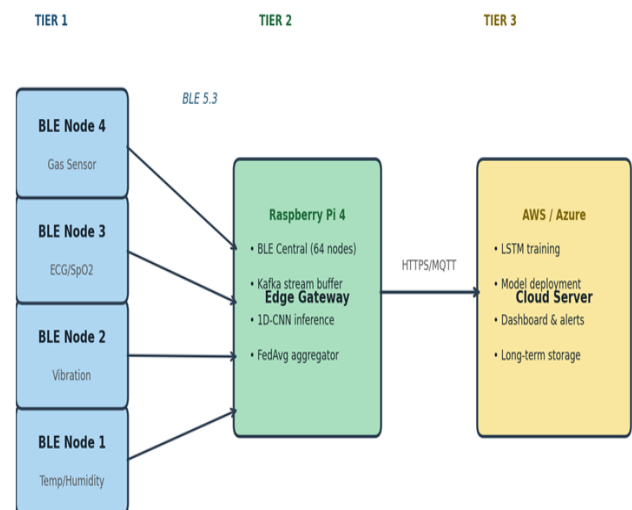 TIER 1
TIER 2
TIER 3
BLE 5.3
BLE Node 4
Gas Sensor
BLE Node 3
ECG/SpO2
BLE Node 2
Vibration
BLE Node 1
Temp/Humidity
Raspberry Pi 4
• BLE Central (64 nodes)
• Kafka stream buffer
Edge Gateway
• 1D-CNN inference
• FedAvg aggregator
HTTPS/MQTT
AWS / Azure
• LSTM training
• Model deployment
Cloud Server
• Dashboard & alerts
• Long-term storage